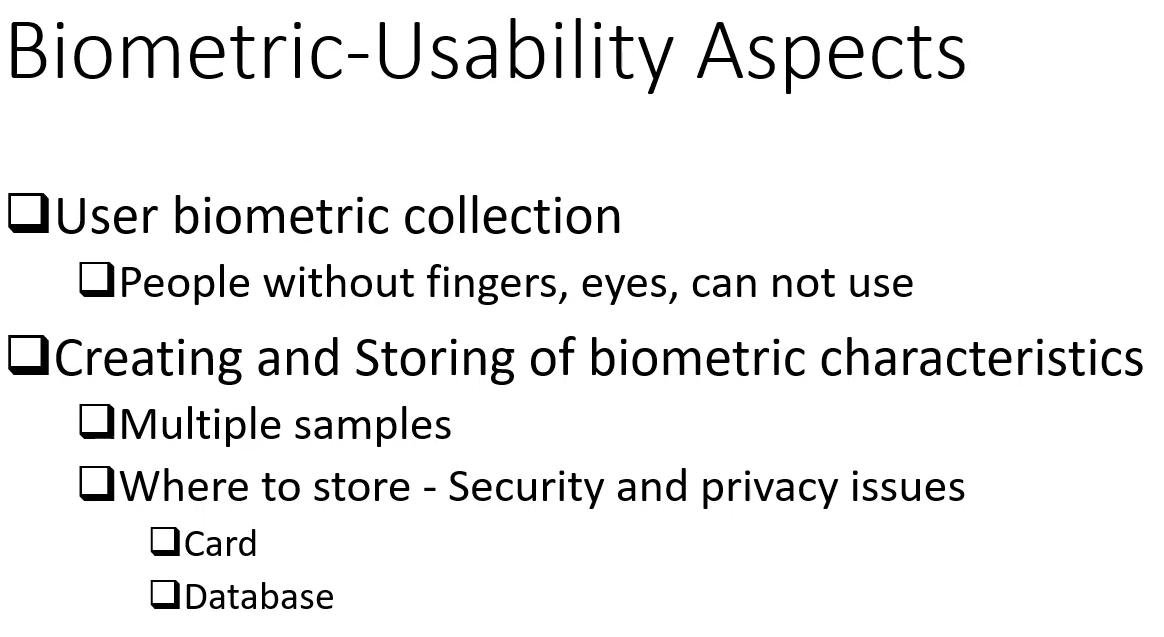 Biometric-Usability Aspects
❑User biometric collection
❑People without fingers, eyes, can not use
❑Creating and Storing of biometric characteristics
❑Multiple samples
❑Where to store - Security and privacy issues
❑Card
❑Database